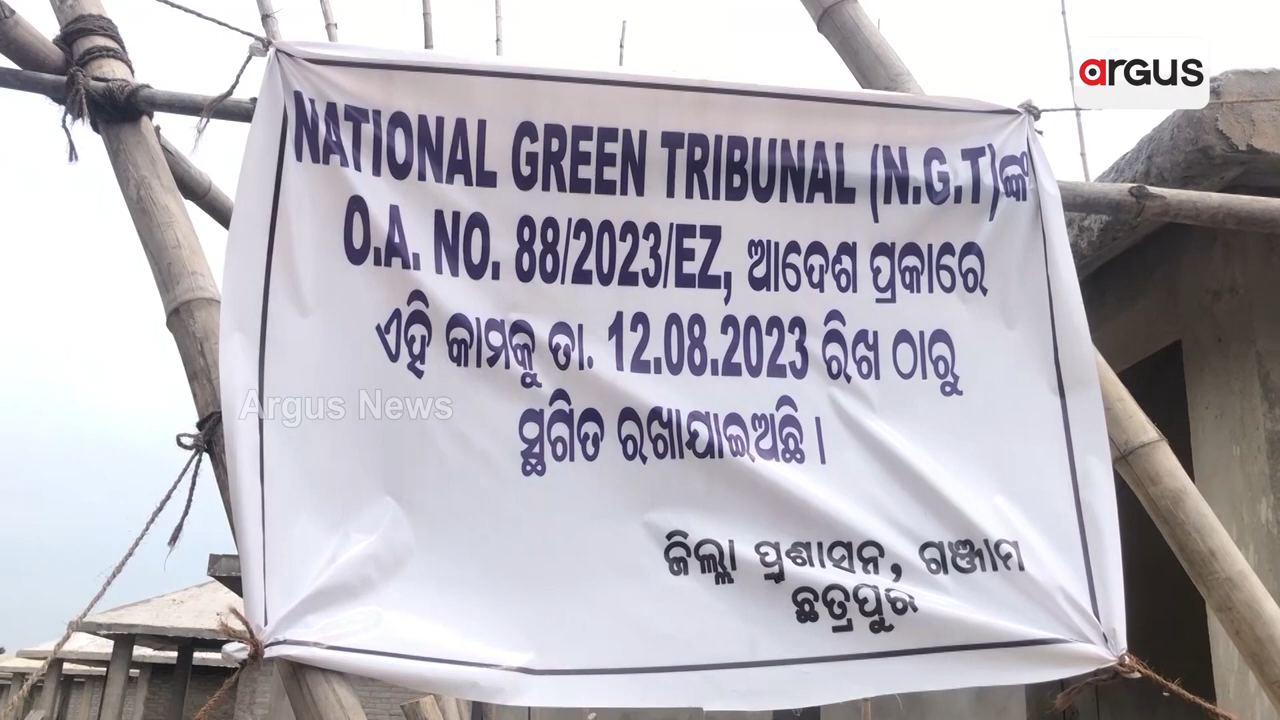 argus
NATIONAL GREEN TRIBUNAL (N.G.T)ଙ୍କ
O.A. NO. 88/2023/EZ, ଆଦେଶ ପ୍ରକାରେ
ଏହି କାମକୁ ତା. 12.08.2023 ରିଖ ଠାରୁ
Argus News
ସ୍ଥଗିତ ରଖାଯାଇଅଛି ।
ଜିଲ୍ଲା ପ୍ରଶାସନ, ଗଞ୍ଜାମ
ଛତ୍ରପୁର